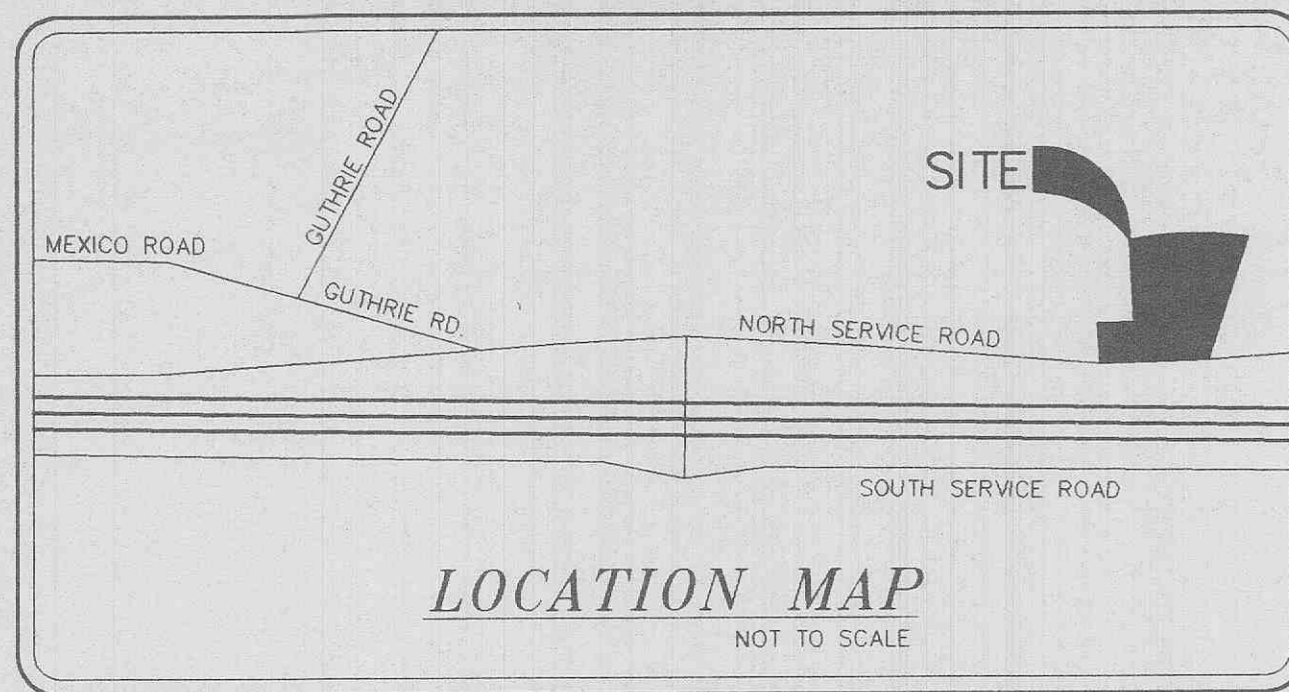 GUTHRIE ROAD
SITE
MEXICO ROAD
GUTHRIE RD.
NORTH SERVICE ROAD
SOUTH SERVICE ROAD
LOCATION MAP
NOT TO SCALE